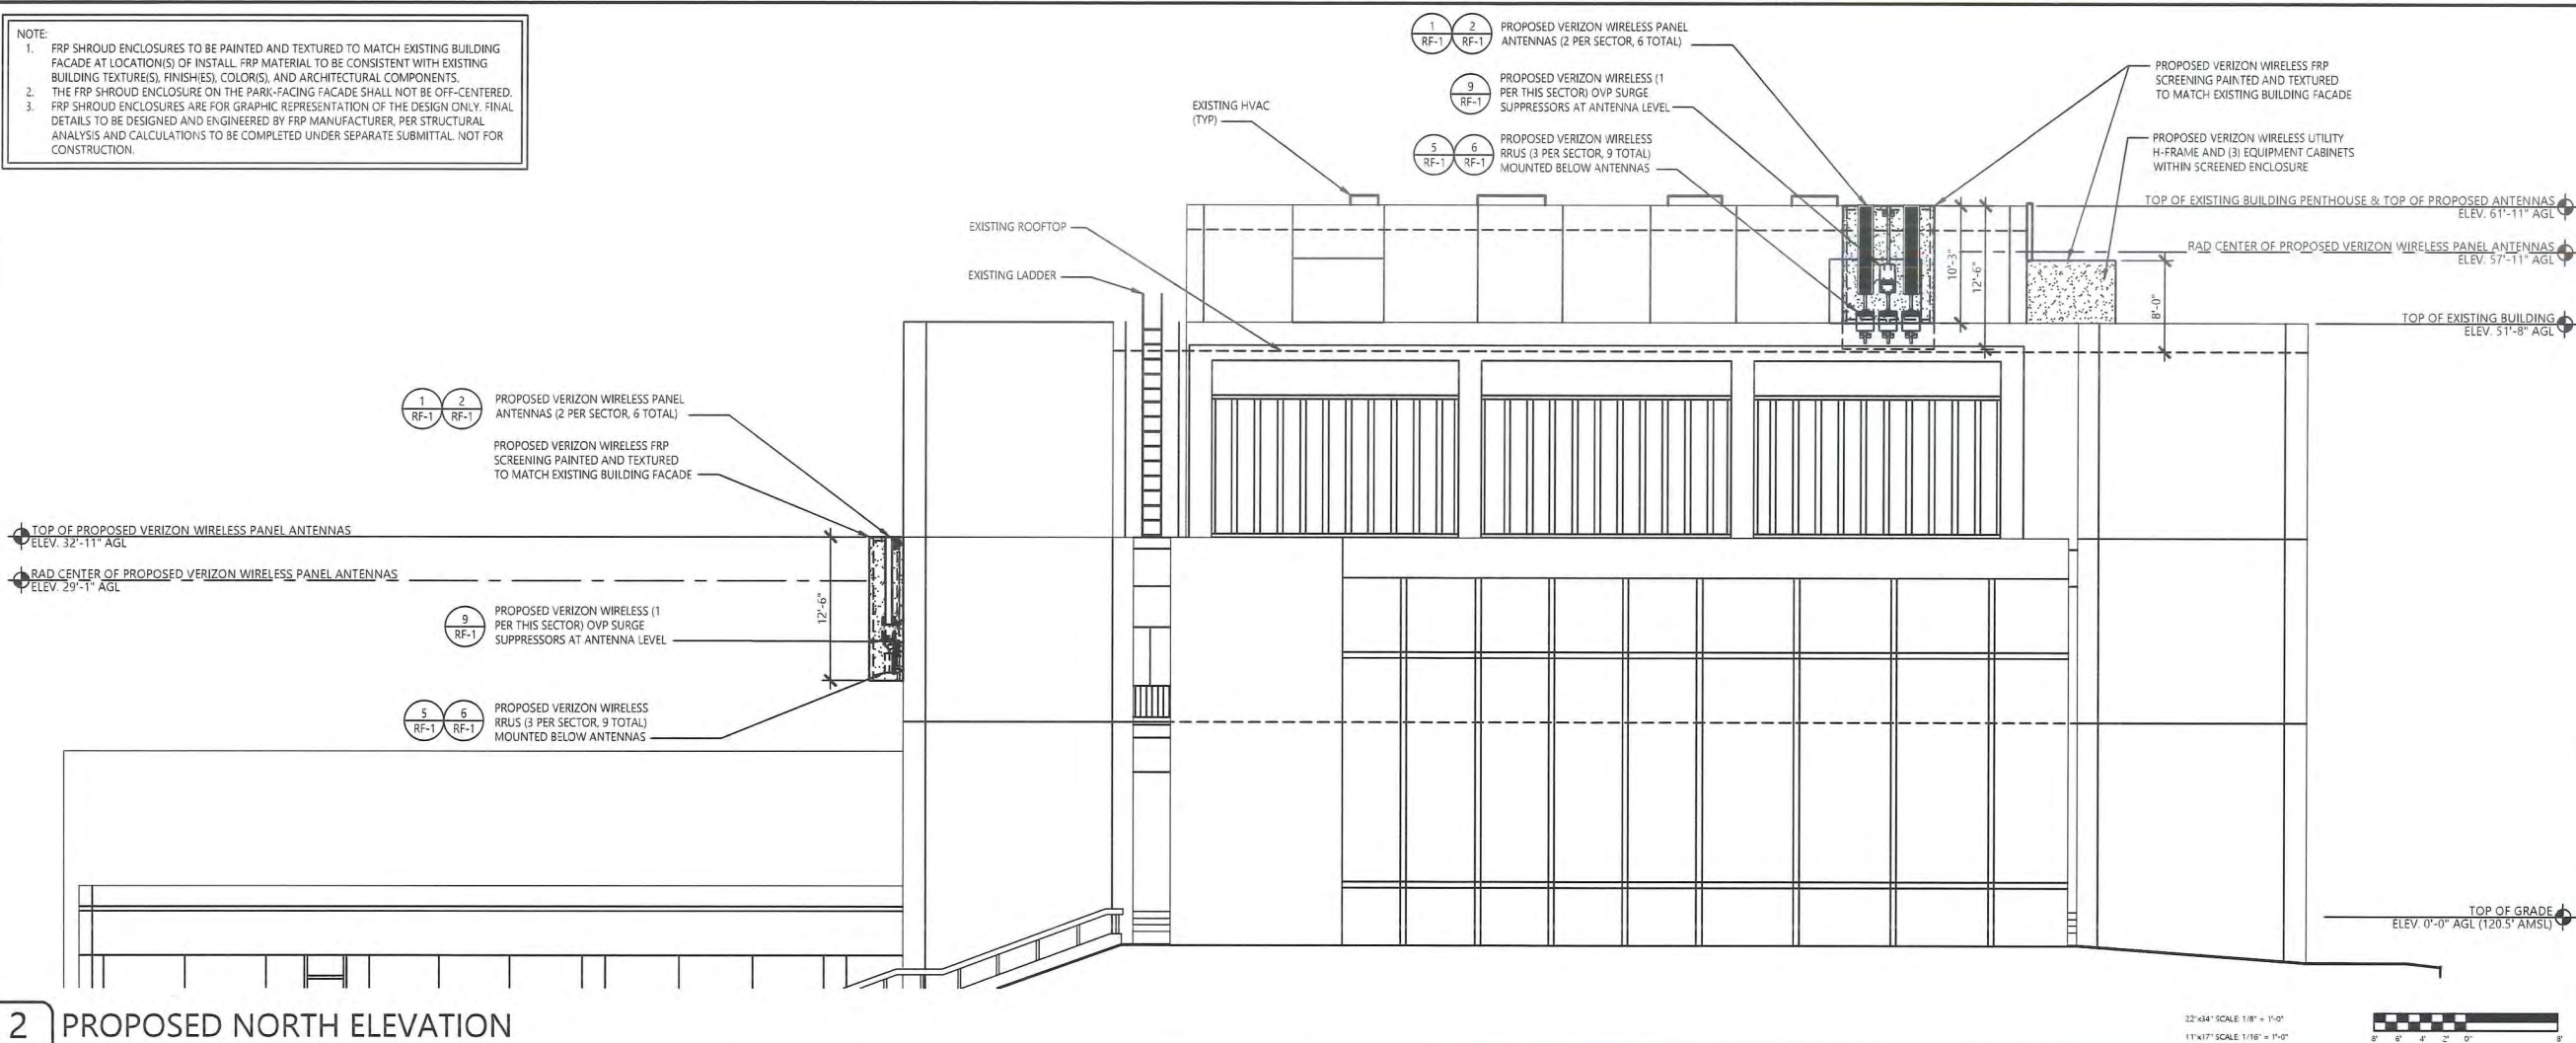 NOTE:
1. FRP SHROUD ENCLOSURES TO BE PAINTED AND TEXTURED TO MATCH EXISTING BUILDING
FACADE AT LOCATION(S) OF INSTALL. FRP MATERIAL TO BE CONSISTENT WITH EXISTING
BUILDING TEXTURE(S), FINISH(ES), COLOR(S), AND ARCHITECTURAL COMPONENTS.
2. THE FRP SHROUD ENCLOSURE ON THE PARK-FACING FACADE SHALL NOT BE OFF-CENTERED.
3. FRP SHROUD ENCLOSURES ARE FOR GRAPHIC REPRESENTATION OF THE DESIGN ONLY. FINAL
DETAILS TO BE DESIGNED AND ENGINEERED BY FRP MANUFACTURER, PER STRUCTURAL
ANALYSIS AND CALCULATIONS TO BE COMPLETED UNDER SEPARATE SUBMITTAL. NOT FOR
CONSTRUCTION.
1 RF-1 2 RF-1
PROPOSED VERIZON WIRELESS PANEL
ANTENNAS (2 PER SECTOR, 6 TOTAL)
9 RF-1
PROPOSED VERIZON WIRELESS (1
PER THIS SECTOR) OVP SURGE
SUPPRESSORS AT ANTENNA LEVEL
5 RF-1 6 RF-1
PROPOSED VERIZON WIRELESS
RRUS (3 PER SECTOR, 9 TOTAL)
MOUNTED BELOW ANTENNAS
EXISTING HVAC
(TYP)
EXISTING ROOFTOP
EXISTING LADDER
PROPOSED VERIZON WIRELESS FRP
SCREENING PAINTED AND TEXTURED
TO MATCH EXISTING BUILDING FACADE
PROPOSED VERIZON WIRELESS UTILITY
H-FRAME AND (3) EQUIPMENT CABINETS
WITHIN SCREENED ENCLOSURE
TOP OF EXISTING BUILDING PENTHOUSE & TOP OF PROPOSED ANTENNAS
ELEV. 61'-11" AGL
RAD CENTER OF PROPOSED VERIZON WIRELESS PANEL ANTENNAS
ELEV. 57'-11" AGL
10'-3"
12'-6"
8'-0"
TOP OF EXISTING BUILDING
ELEV. 51'-8" AGL
1 RF-1 2 RF-1
PROPOSED VERIZON WIRELESS PANEL
ANTENNAS (2 PER SECTOR, 6 TOTAL)
PROPOSED VERIZON WIRELESS FRP
SCREENING PAINTED AND TEXTURED
TO MATCH EXISTING BUILDING FACADE
TOP OF PROPOSED VERIZON WIRELESS PANEL ANTENNAS
ELEV. 32'-11" AGL
RAD CENTER OF PROPOSED VERIZON WIRELESS PANEL ANTENNAS
ELEV. 29'-1" AGL
12'-6"
9 RF-1
PROPOSED VERIZON WIRELESS (1
PER THIS SECTOR) OVP SURGE
SUPPRESSORS AT ANTENNA LEVEL
5 RF-1 6 RF-1
PROPOSED VERIZON WIRELESS
RRUS (3 PER SECTOR, 9 TOTAL)
MOUNTED BELOW ANTENNAS
TOP OF GRADE
ELEV. 0'-0" AGL (120.5' AMSL)
2 PROPOSED NORTH ELEVATION
22"x34" SCALE: 1/8" = 1'-0"
11"x17" SCALE: 1/16" = 1'-0"
8' 6' 4' 2' 0" 8'